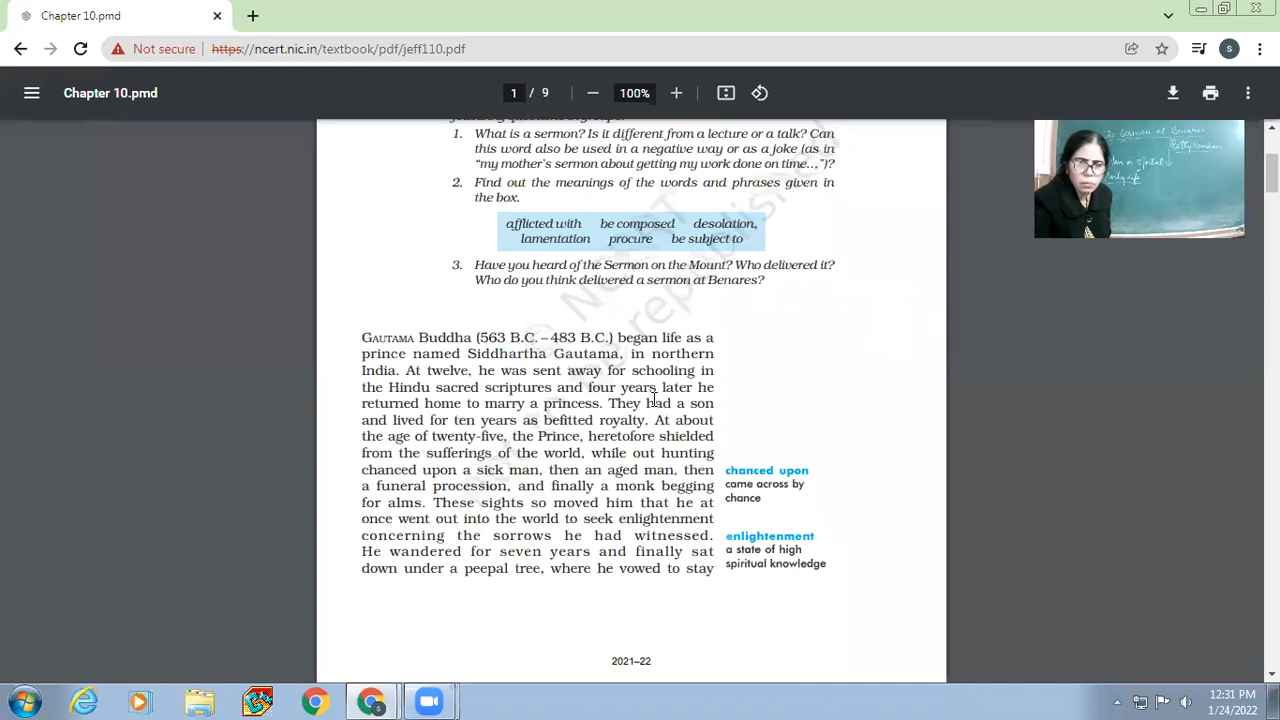 Chapter 10.pmd
Not secure
https://ncert.nic.in/textbook/pdf/jeff110.pdf
S
Chapter 10.pmd
1 / 9
100%
1. What is a sermon? Is it different from a lecture or a talk? Can
this word also be used in a negative way or as a joke (as in
“my mother's sermon about getting my work done on time…”)?
2. Find out the meanings of the words and phrases given in
the box.
afflicted with be composed desolation,
lamentation procure be subject to
3. Have you heard of the Sermon on the Mount? Who delivered it?
Who do you think delivered a sermon at Benares?
GAUTAMA Buddha (563 B.C. – 483 B.C.) began life as a
prince named Siddhartha Gautama, in northern
India. At twelve, he was sent away for schooling in
the Hindu sacred scriptures and four years later he
returned home to marry a princess. They had a son
and lived for ten years as befitted royalty. At about
the age of twenty-five, the Prince, heretofore shielded
from the sufferings of the world, while out hunting
chanced upon a sick man, then an aged man, then
a funeral procession, and finally a monk begging
for alms. These sights so moved him that he at
once went out into the world to seek enlightenment
concerning the sorrows he had witnessed.
He wandered for seven years and finally sat
down under a peepal tree, where he vowed to stay
chanced upon
came across by
chance
enlightenment
a state of high
spiritual knowledge
2021–22
© NCERT
republished
Sermon at Benares
12:31 PM
1/24/2022